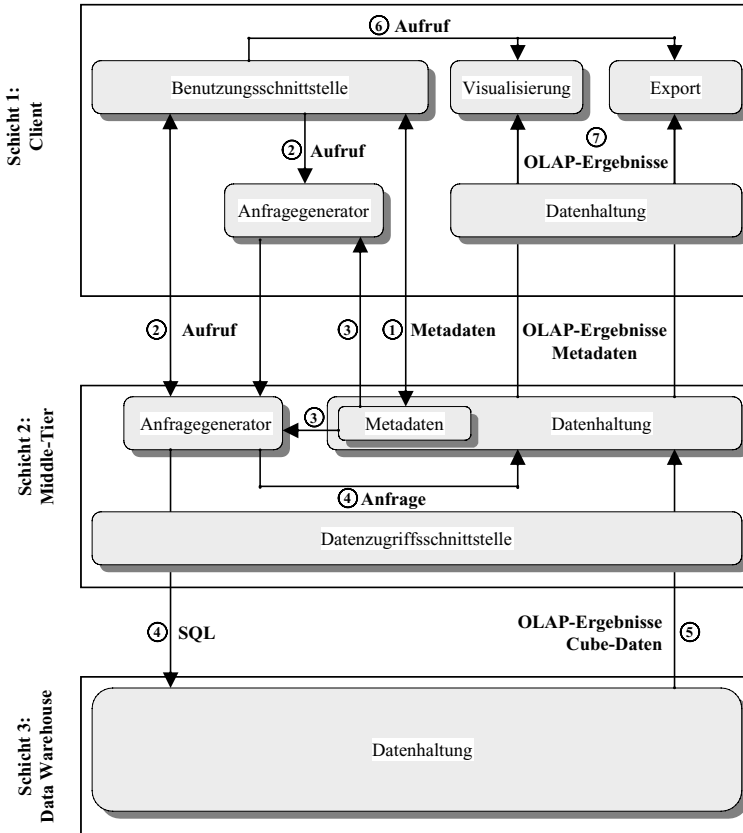 Schicht 1:
Client
⑥ Aufruf
Benutzungsschnittstelle
Visualisierung
Export
② Aufruf
⑦
OLAP-Ergebnisse
Anfragegenerator
Datenhaltung
② Aufruf
③
① Metadaten
OLAP-Ergebnisse
Metadaten
Schicht 2:
Middle-Tier
Anfragegenerator
③
Metadaten
Datenhaltung
④ Anfrage
Datenzugriffsschnittstelle
④ SQL
OLAP-Ergebnisse
Cube-Daten
⑤
Schicht 3:
Data Warehouse
Datenhaltung